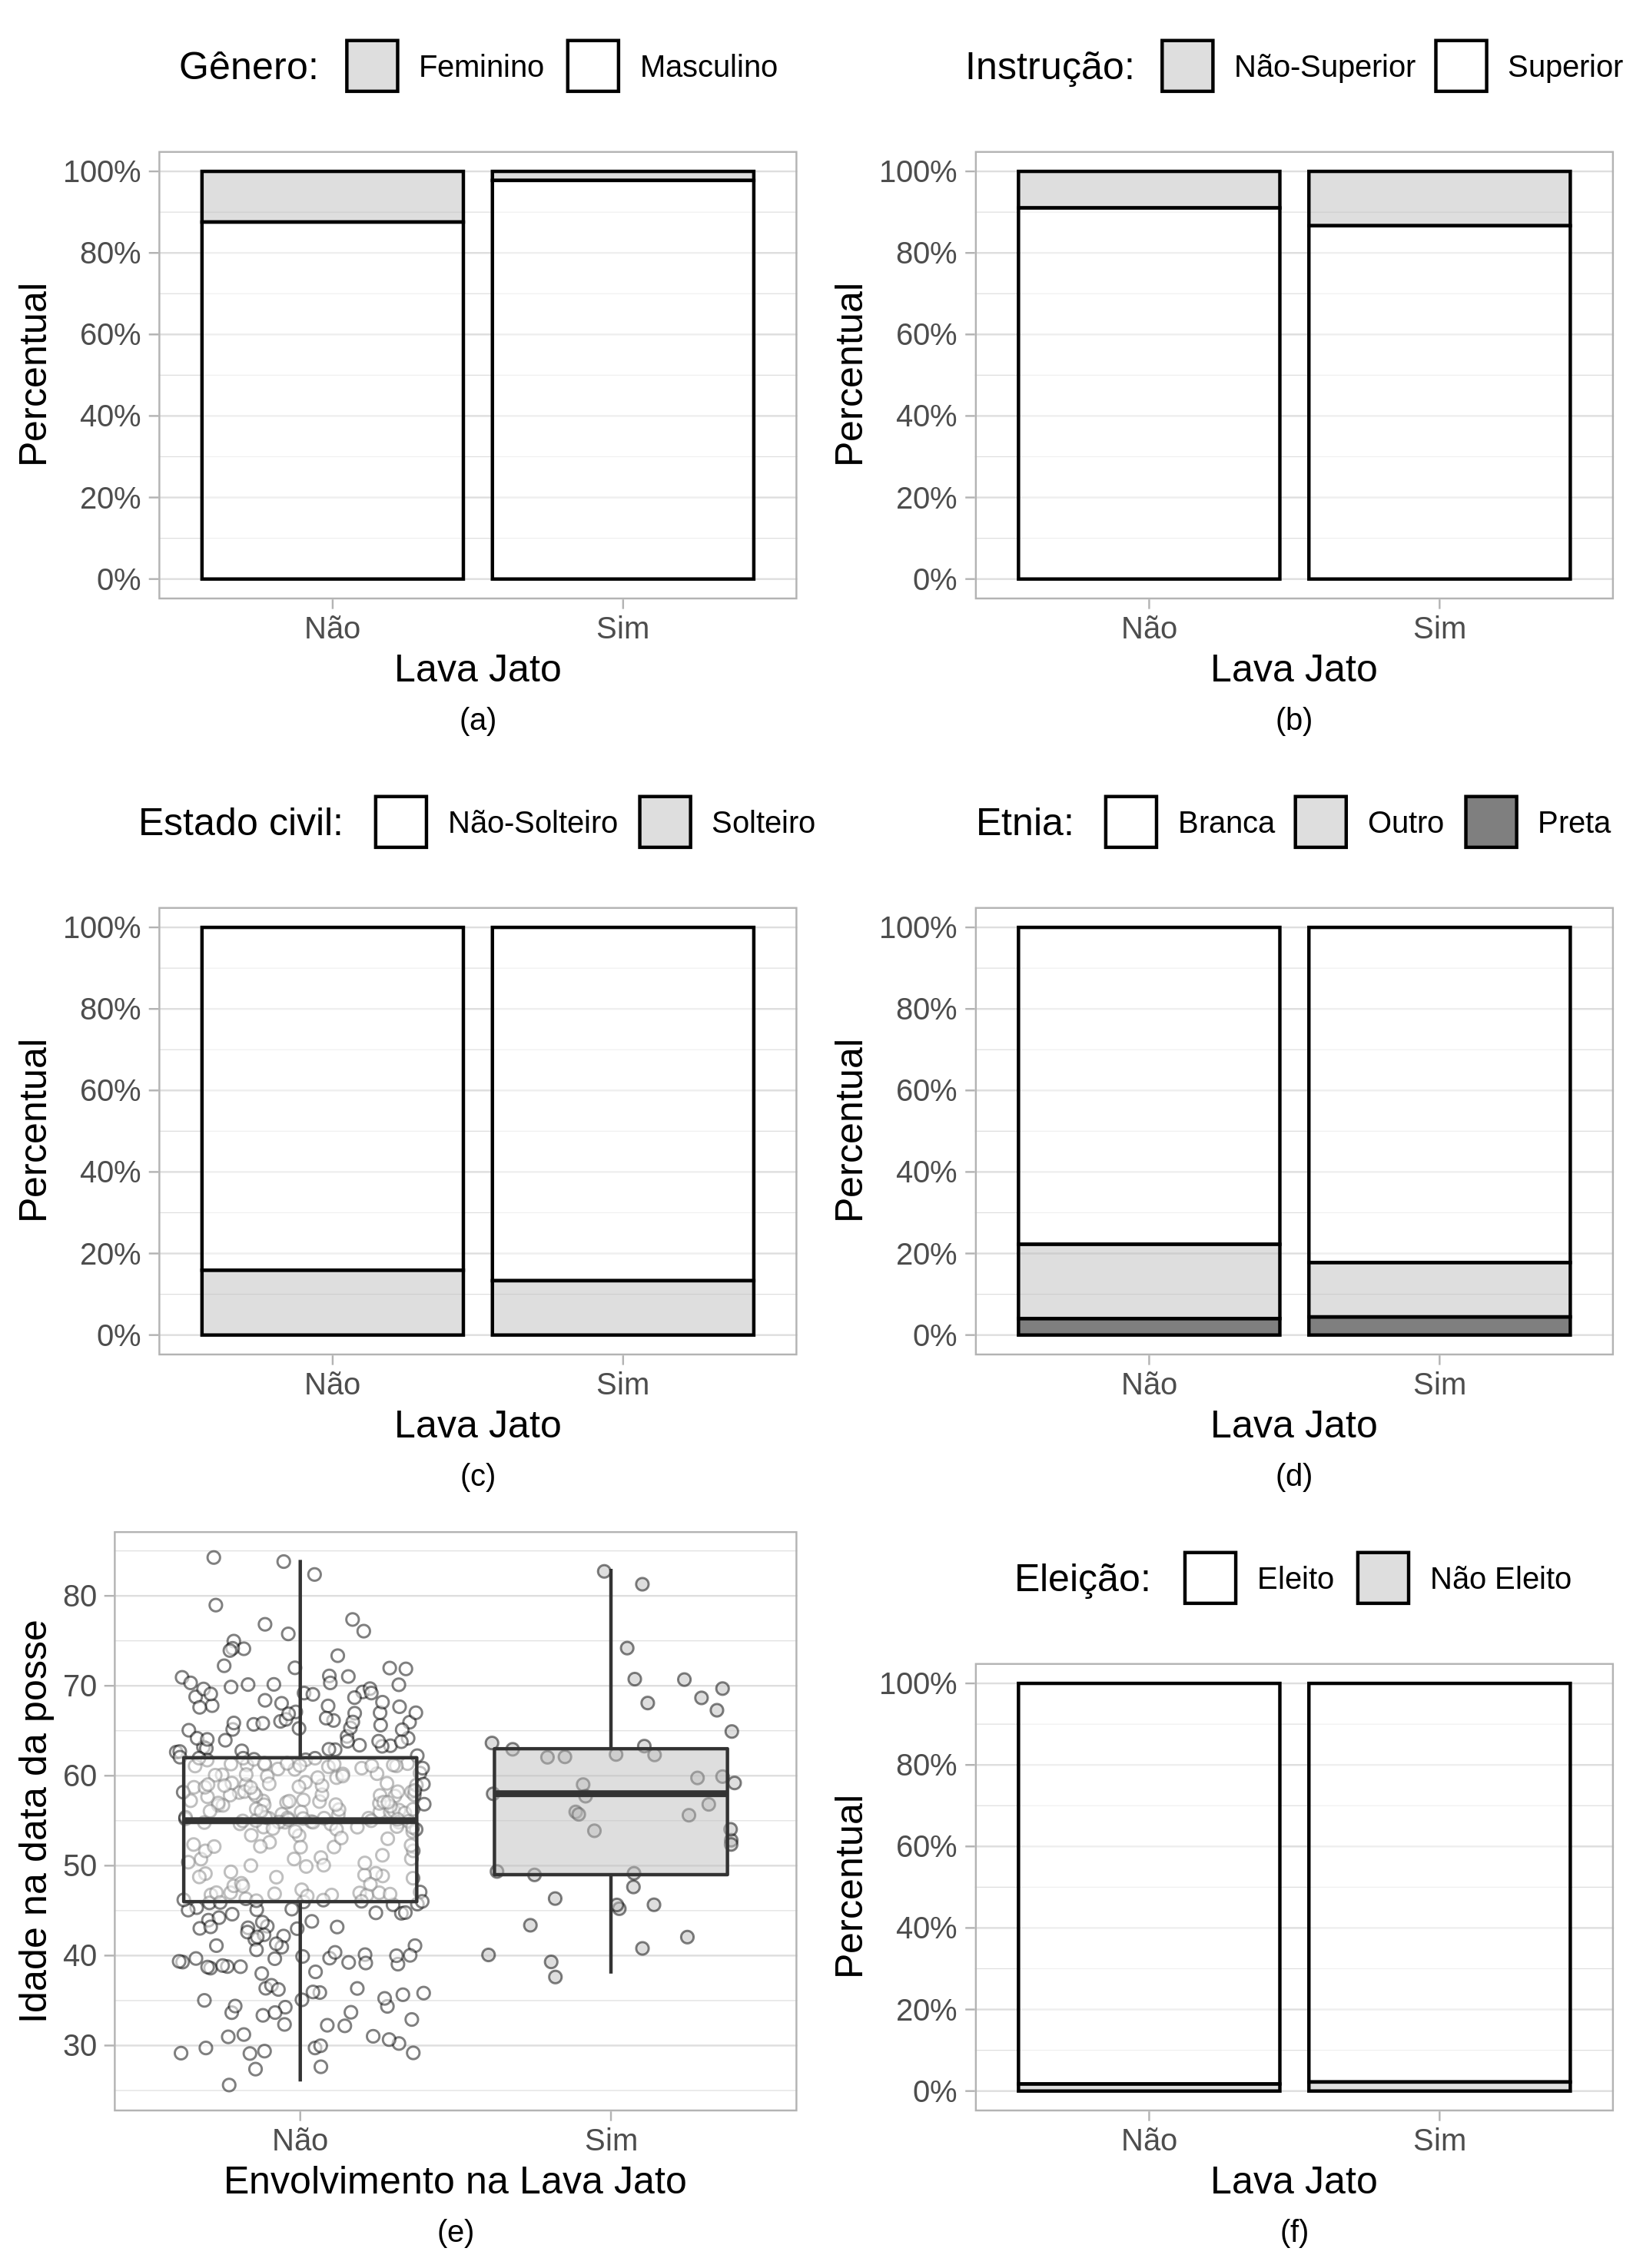 Gênero: Feminino Masculino
100%
80%
60%
40%
20%
0%
Percentual
Não Sim
Lava Jato
(a)
Instrução: Não-Superior Superior
100%
80%
60%
40%
20%
0%
Percentual
Não Sim
Lava Jato
(b)
Estado civil: Não-Solteiro Solteiro
100%
80%
60%
40%
20%
0%
Percentual
Não Sim
Lava Jato
(c)
Etnia: Branca Outro Preta
100%
80%
60%
40%
20%
0%
Percentual
Não Sim
Lava Jato
(d)
80
70
60
50
40
30
Idade na data da posse
Não Sim
Envolvimento na Lava Jato
(e)
Eleição: Eleito Não Eleito
100%
80%
60%
40%
20%
0%
Percentual
Não Sim
Lava Jato
(f)